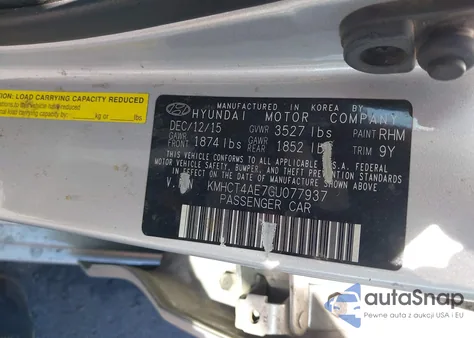 CAUTION: LOAD CARRYING CAPACITY REDUCED
kg or lbs
MANUFACTURED IN KOREA BY
HYUNDAI MOTOR COMPANY
DEC/12/15 GVWR 3527 lbs PAINT RHM
GAWR FRONT 1874 lbs GAWR REAR 1852 lbs TRIM 9Y
THIS VEHICLE CONFORMS TO ALL APPLICABLE U.S.A. FEDERAL
MOTOR VEHICLE SAFETY, BUMPER, AND THEFT PREVENTION
STANDARDS IN EFFECT ON THE DATE OF MANUFACTURE SHOWN ABOVE.
KMHCT4AE7GU077937
PASSENGER CAR
autoSnap
Pewne auta z aukcji USA i EU